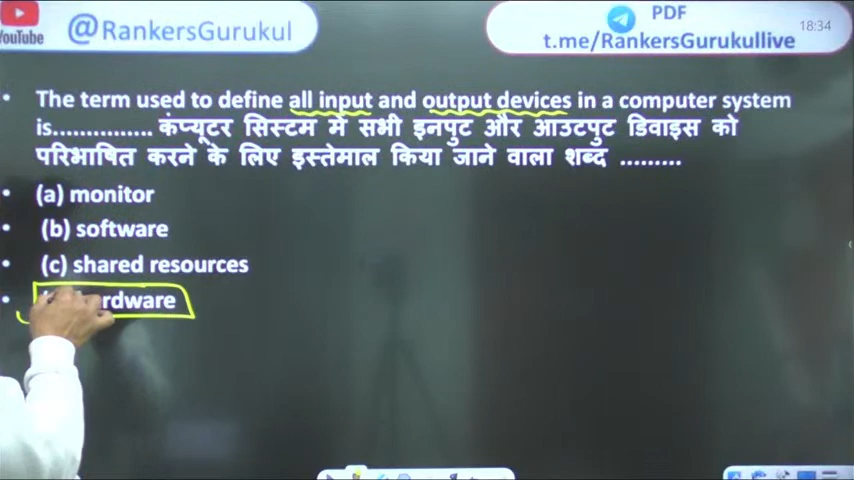 YouTube
@RankersGurukul
PDF
t.me/RankersGurukullive
18:34
• The term used to define all input and output devices in a computer system
is............... कंप्यूटर सिस्टम में सभी इनपुट और आउटपुट डिवाइस को
परिभाषित करने के लिए इस्तेमाल किया जाने वाला शब्द .........
• (a) monitor
• (b) software
• (c) shared resources
•